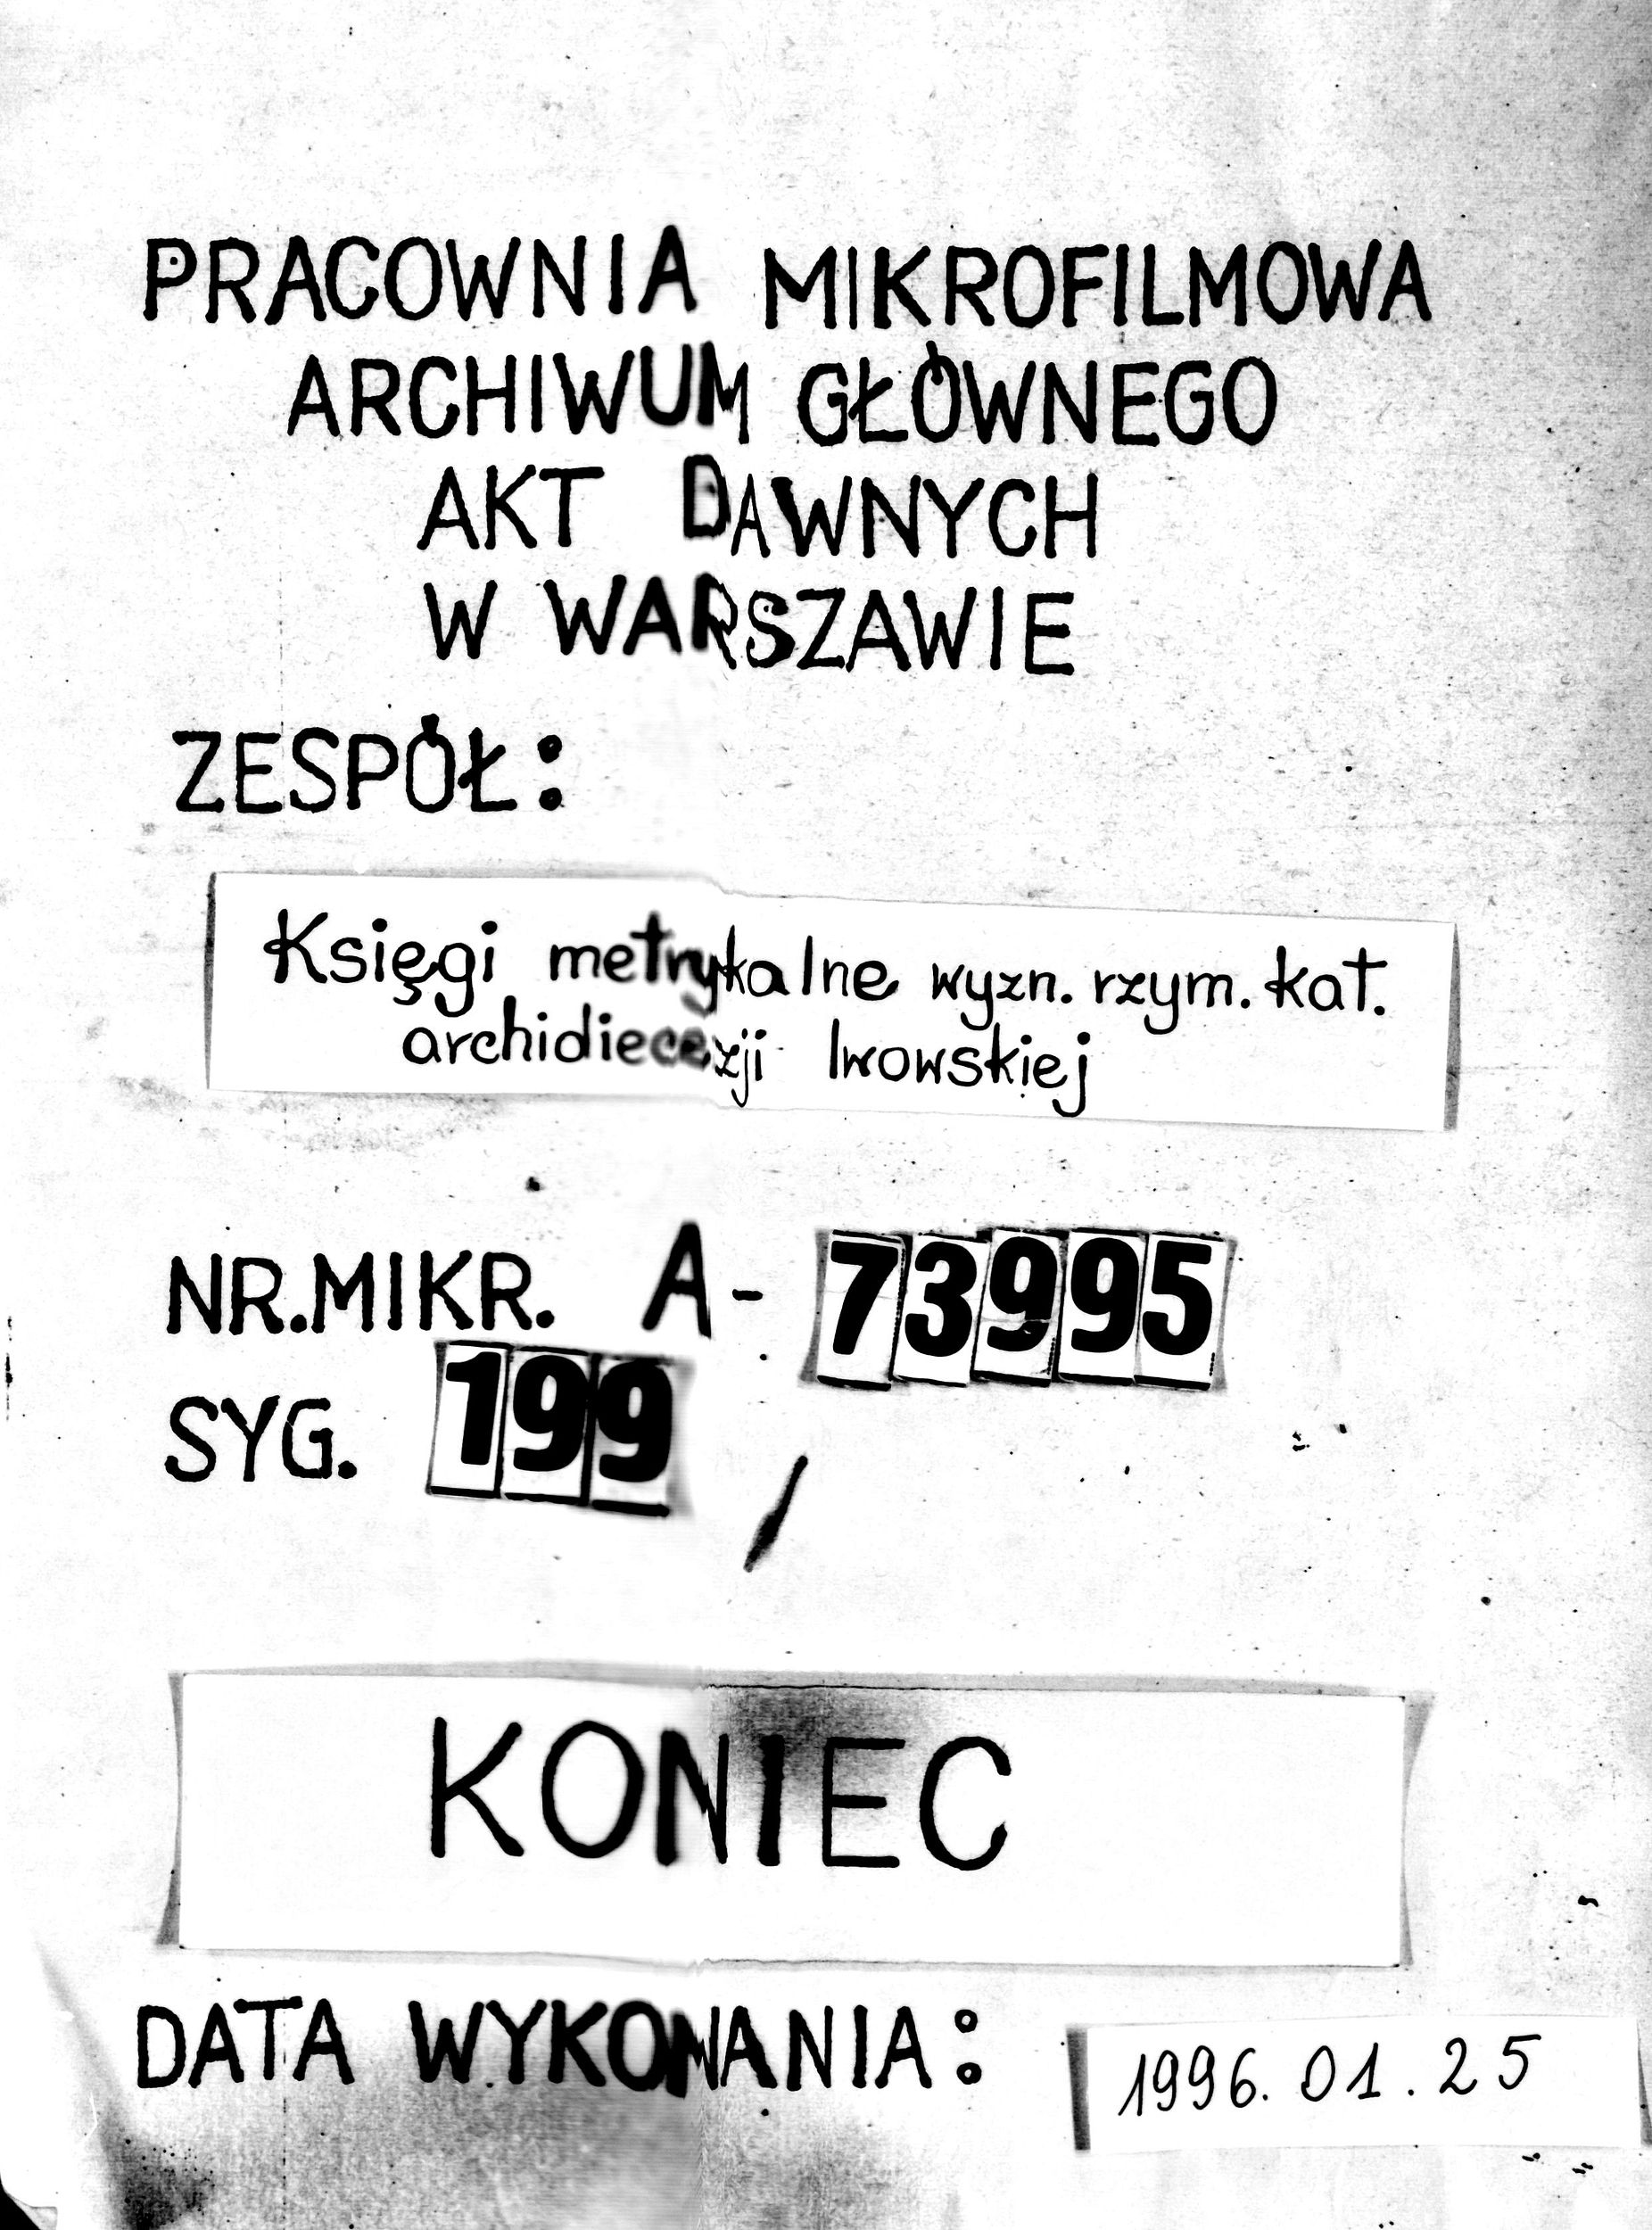 PRACOWNIA MIKROFILMOWA
ARCHIWUM GŁÓWNEGO
AKT DAWNYCH
W WARSZAWIE
ZESPÓŁ:
Księgi metrykalne wyzn. rzym. kat.
archidiecezji lwowskiej
NR. MIKR. A - 73995
SYG. 199 /
KONIEC
DATA WYKONANIA: 1996. 01. 25